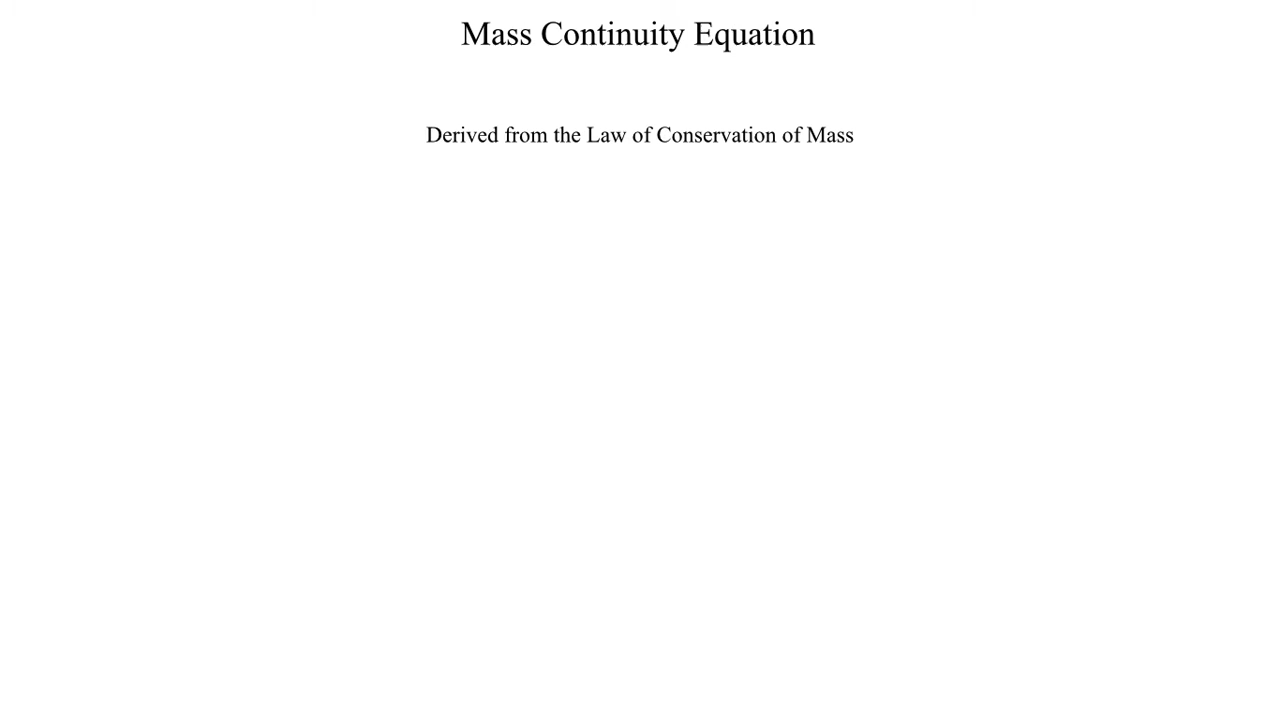 Mass Continuity Equation
Derived from the Law of Conservation of Mass